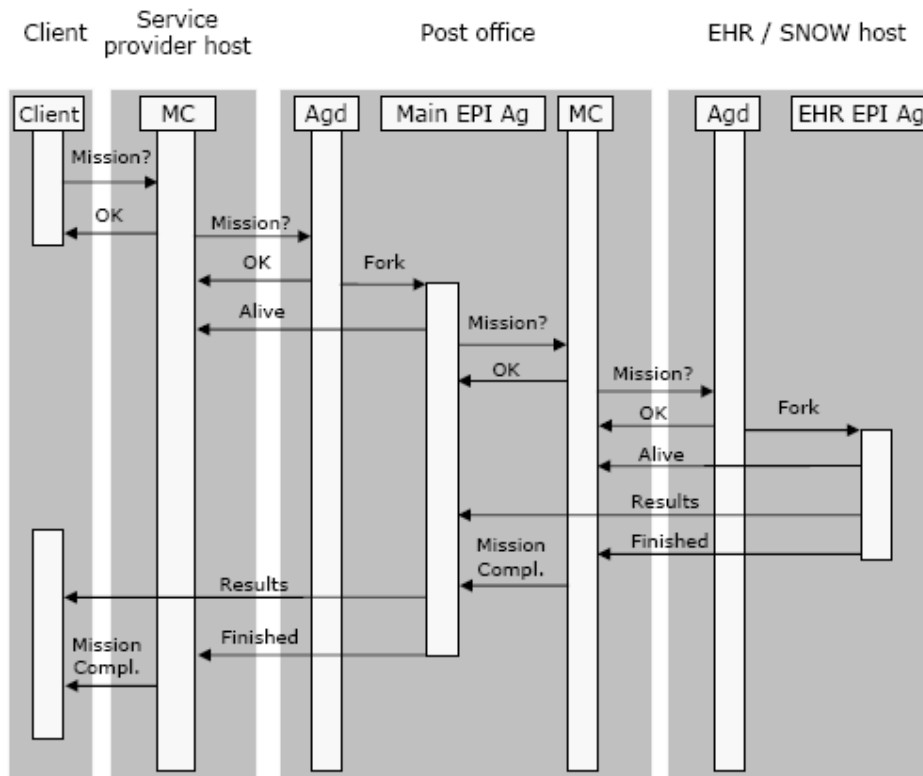 Client
Service
provider host
Post office
EHR / SNOW host
Client
MC
Agd
Main EPI Ag
MC
Agd
EHR EPI Ag
Mission?
OK
Mission?
OK
Fork
Alive
Mission?
OK
Mission?
OK
Fork
Alive
Results
Finished
Mission
Compl.
Results
Finished
Mission
Compl.